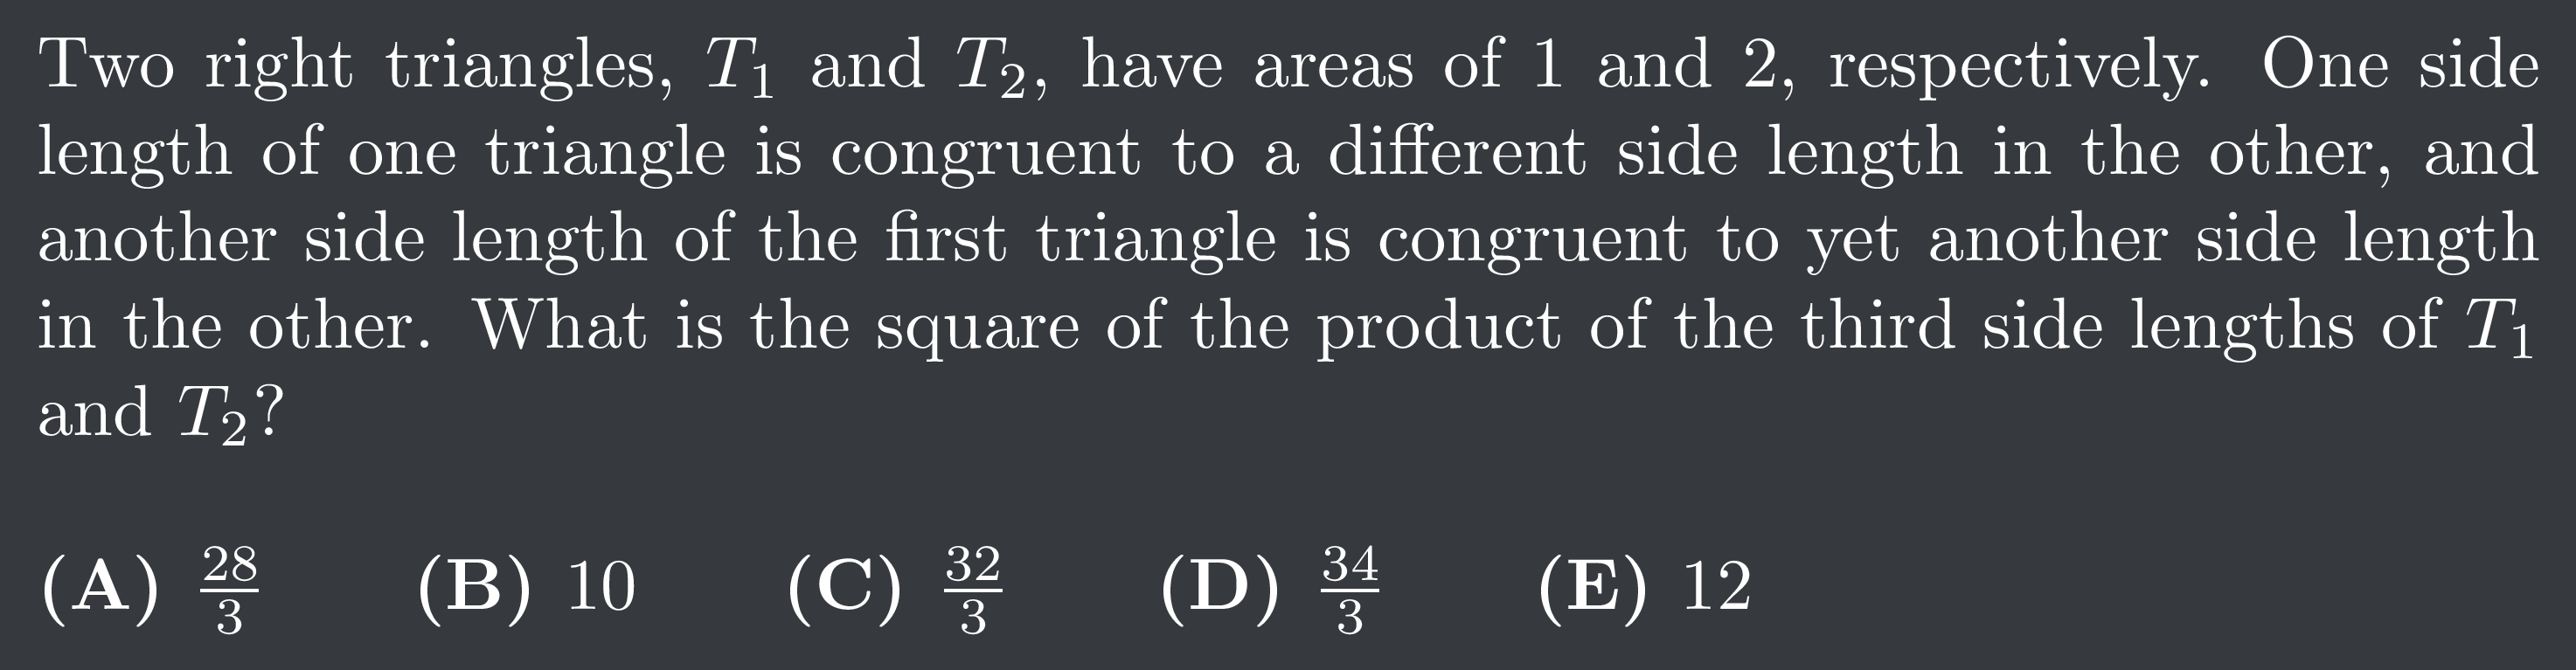 Two right triangles, $T_1$ and $T_2$, have areas of 1 and 2, respectively. One side
length of one triangle is congruent to a different side length in the other, and
another side length of the first triangle is congruent to yet another side length
in the other. What is the square of the product of the third side lengths of $T_1$
and $T_2$?
(A) $\frac{28}{3}$ (B) 10 (C) $\frac{32}{3}$ (D) $\frac{34}{3}$ (E) 12